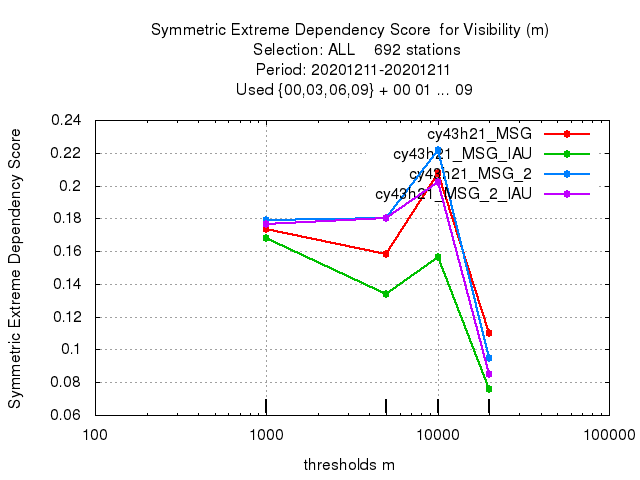 Symmetric Extreme Dependency Score  for Visibility (m)
Selection: ALL    692 stations
Period: 20201211-20201211
Used {00,03,06,09} + 00 01 ... 09
Symmetric Extreme Dependency Score
0.24
0.22
0.2
0.18
0.16
0.14
0.12
0.1
0.08
0.06
cy43h21_MSG
cy43h21_MSG_IAU
cy43h21_MSG_2
cy43h21_MSG_2_IAU
100 1000 10000 100000
thresholds m